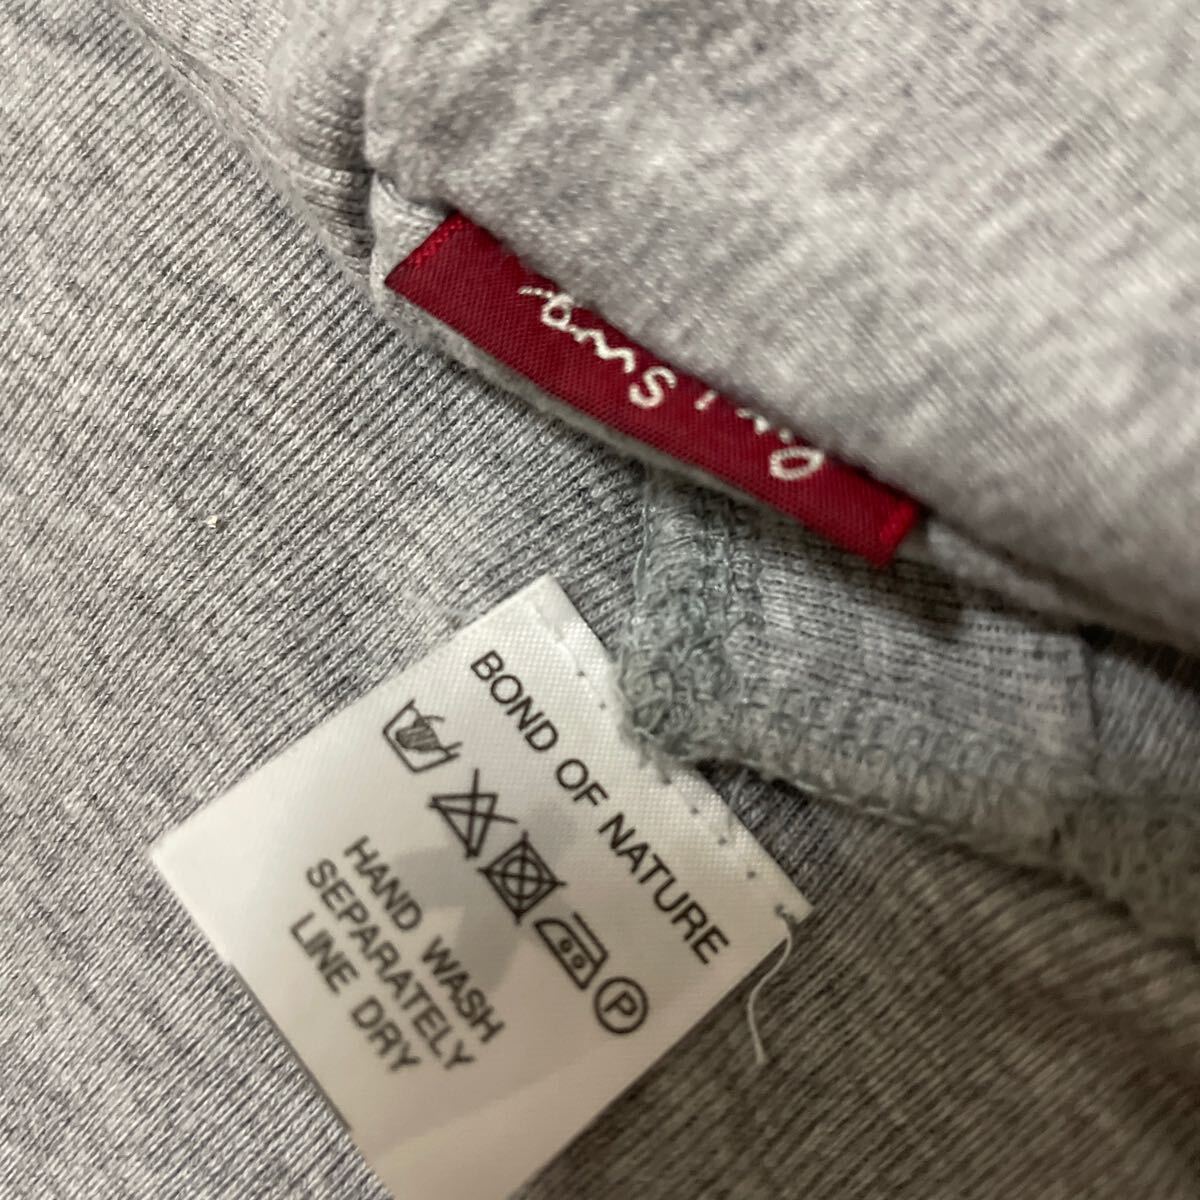 BOND OF NATURE
P
HAND WASH
SEPARATELY
LINE DRY